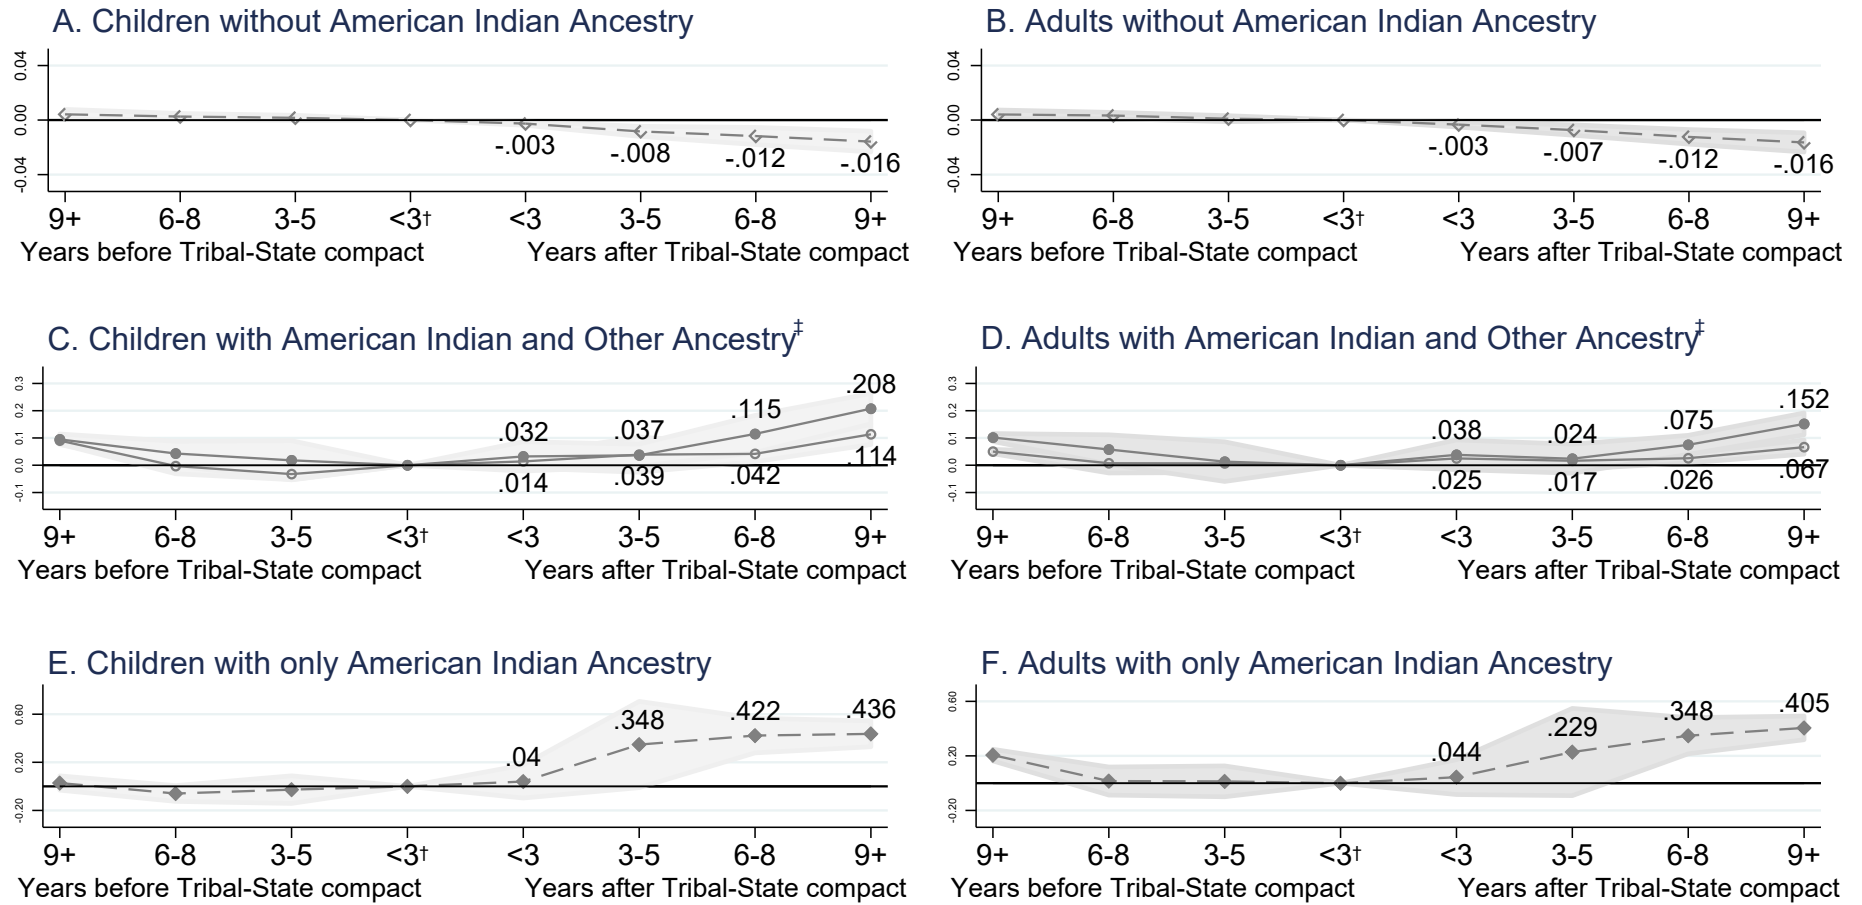 A. Children without American Indian Ancestry
0.04
0.00
-0.04
-.003
-.008
-.012
-.016
9+ 6-8 3-5 <3† <3 3-5 6-8 9+
Years before Tribal-State compact Years after Tribal-State compact
B. Adults without American Indian Ancestry
0.04
0.00
-0.04
-.003
-.007
-.012
-.016
9+ 6-8 3-5 <3† <3 3-5 6-8 9+
Years before Tribal-State compact Years after Tribal-State compact
C. Children with American Indian and Other Ancestry‡
0.3
0.2
0.1
0.0
-0.1
.032 .037 .115 .208
.014 .039 .042 .114
9+ 6-8 3-5 <3† <3 3-5 6-8 9+
Years before Tribal-State compact Years after Tribal-State compact
D. Adults with American Indian and Other Ancestry‡
0.3
0.2
0.1
0.0
-0.1
.038 .024 .075 .152
.025 .017 .026 .067
9+ 6-8 3-5 <3† <3 3-5 6-8 9+
Years before Tribal-State compact Years after Tribal-State compact
E. Children with only American Indian Ancestry
0.60
0.20
-0.20
.04 .348 .422 .436
9+ 6-8 3-5 <3† <3 3-5 6-8 9+
Years before Tribal-State compact Years after Tribal-State compact
F. Adults with only American Indian Ancestry
0.60
0.20
-0.20
.044 .229 .348 .405
9+ 6-8 3-5 <3† <3 3-5 6-8 9+
Years before Tribal-State compact Years after Tribal-State compact